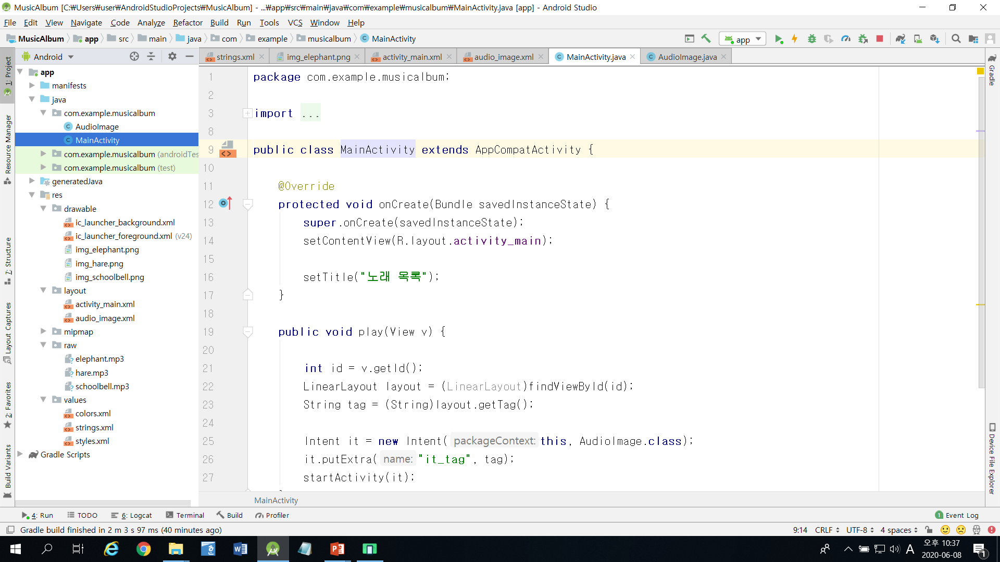 MusicAlbum [C:₩Users₩user₩AndroidStudioProjects₩MusicAlbum] - ...₩app₩src₩main₩java₩com₩example₩musicalbum₩MainActivity.java [app] - Android Studio
File Edit View Navigate Code Analyze Refactor Build Run Tools VCS Window Help
MusicAlbum app src main java com example musicalbum MainActivity
app
Android
strings.xml img_elephant.png activity_main.xml audio_image.xml MainActivity.java AudioImage.java
1: Project
Resource Manager
7: Structure
Layout Captures
2: Favorites
Build Variants
app
manifests
java
com.example.musicalbum
AudioImage
MainActivity
com.example.musicalbum (androidTes
com.example.musicalbum (test)
generatedJava
res
drawable
ic_launcher_background.xml
ic_launcher_foreground.xml (v24)
img_elephant.png
img_hare.png
img_schoolbell.png
layout
activity_main.xml
audio_image.xml
mipmap
raw
elephant.mp3
hare.mp3
schoolbell.mp3
values
colors.xml
strings.xml
styles.xml
Gradle Scripts
1 package com.example.musicalbum;
2
3 import ...
8
9 public class MainActivity extends AppCompatActivity {
10
11 @Override
12 protected void onCreate(Bundle savedInstanceState) {
13 super.onCreate(savedInstanceState);
14 setContentView(R.layout.activity_main);
15
16 setTitle("노래 목록");
17 }
18
19 public void play(View v) {
20
21 int id = v.getId();
22 LinearLayout layout = (LinearLayout)findViewById(id);
23 String tag = (String)layout.getTag();
24
25 Intent it = new Intent( packageContext: this, AudioImage.class);
26 it.putExtra( name: "it_tag", tag);
27 startActivity(it);
MainActivity
Gradle
Device File Explorer
4: Run TODO 6: Logcat Terminal Build Profiler 1 Event Log
Gradle build finished in 2 m 3 s 97 ms (40 minutes ago) 9:14 CRLF UTF-8 4 spaces
A 오후 10:37
2020-06-08
1